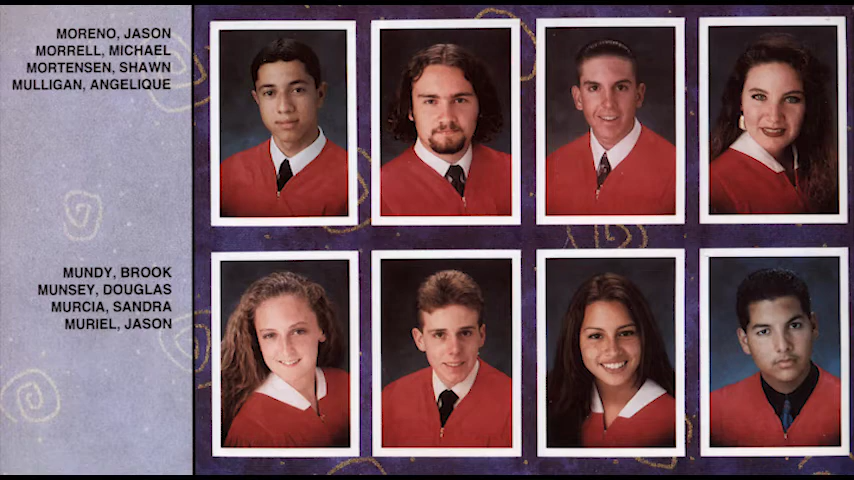 MORENO, JASON
MORRELL, MICHAEL
MORTENSEN, SHAWN
MULLIGAN, ANGELIQUE
MUNDY, BROOK
MUNSEY, DOUGLAS
MURCIA, SANDRA
MURIEL, JASON